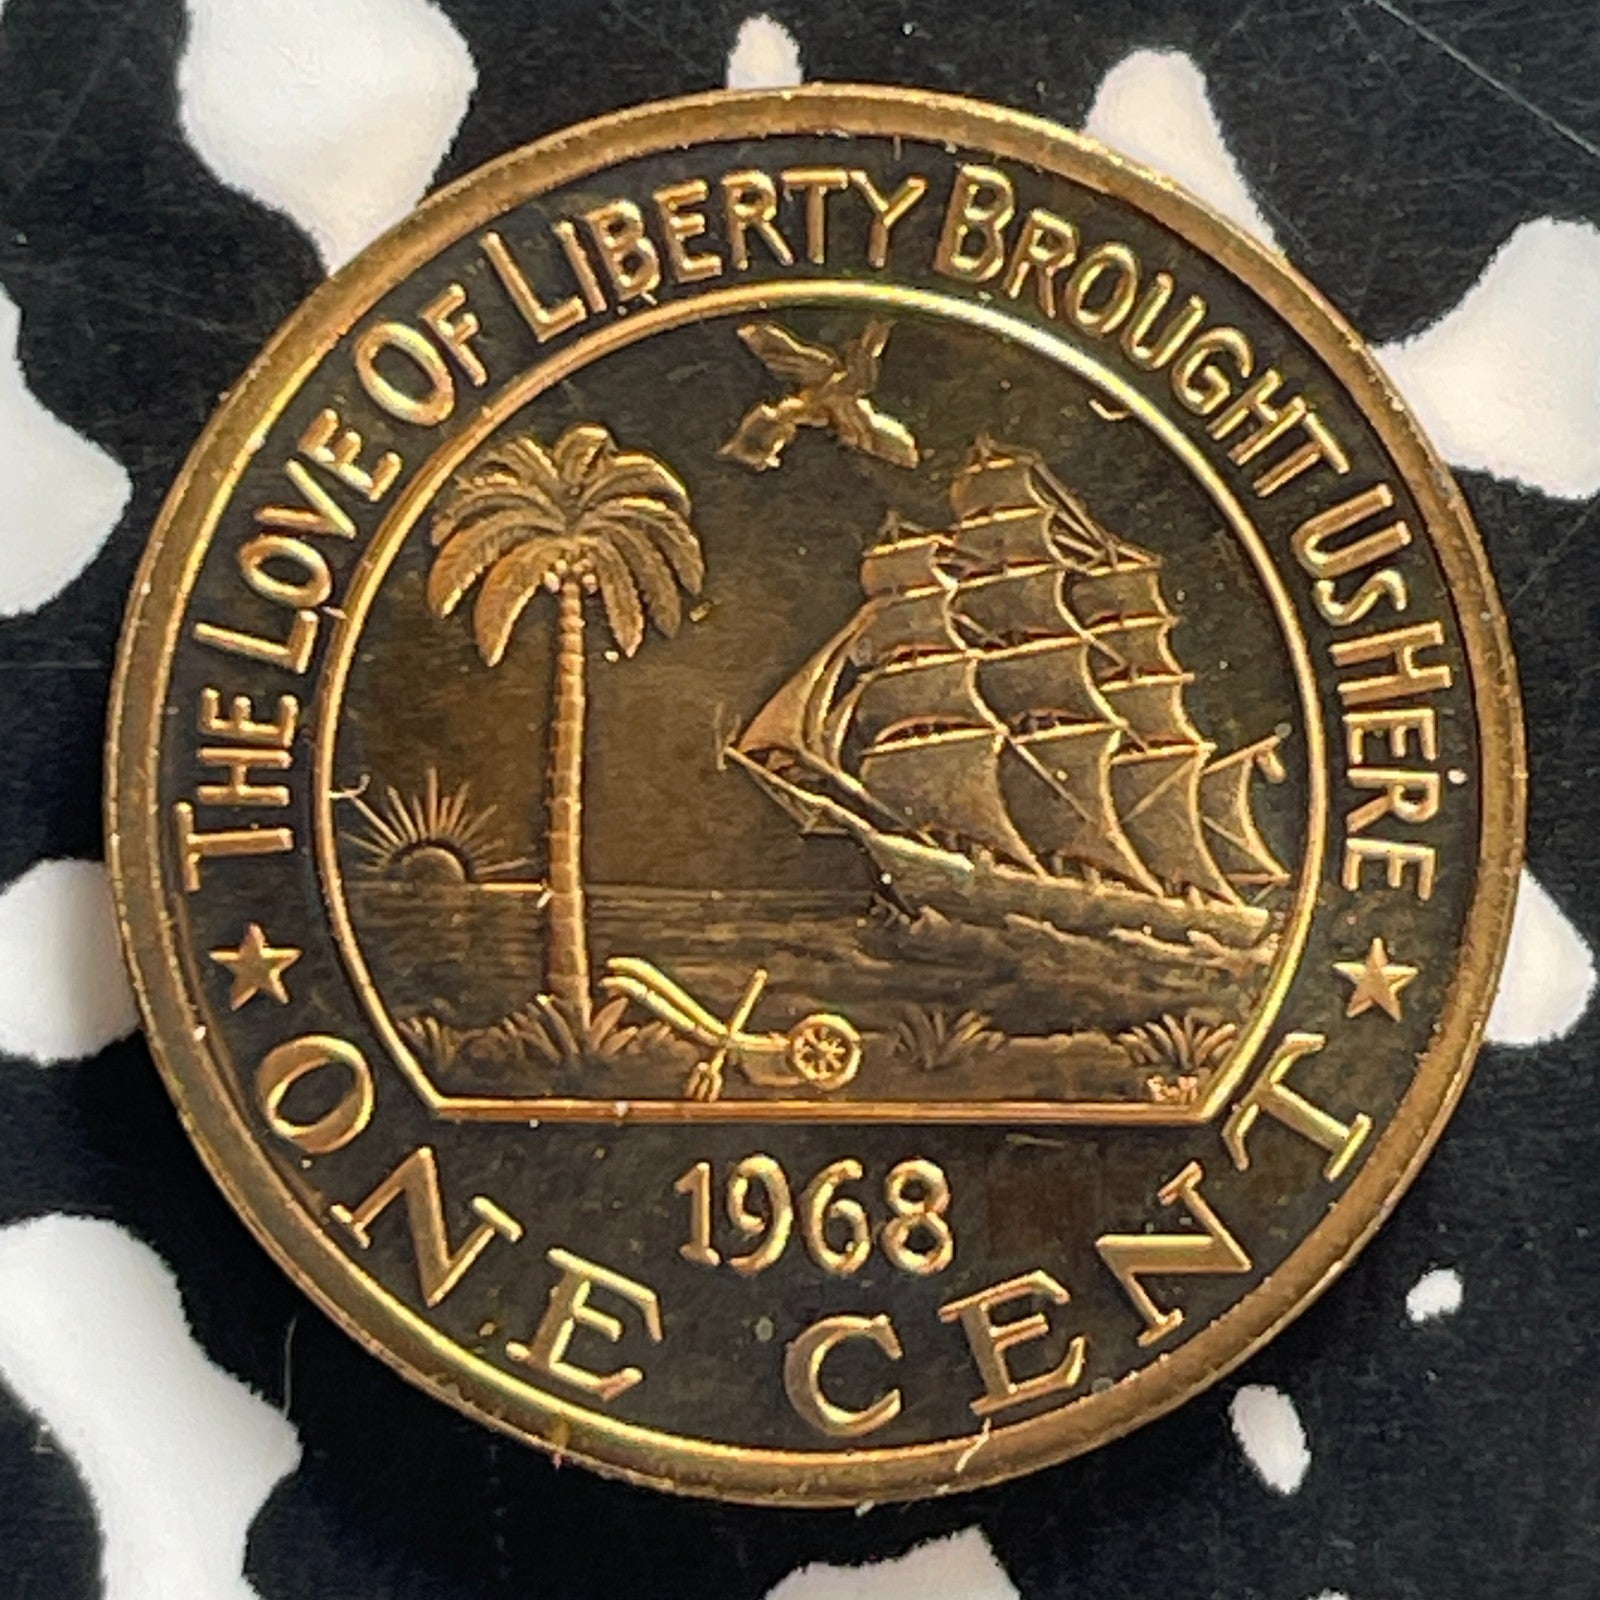 THE LOVE OF LIBERTY BROUGHT US HERE
1968
ONE CENT